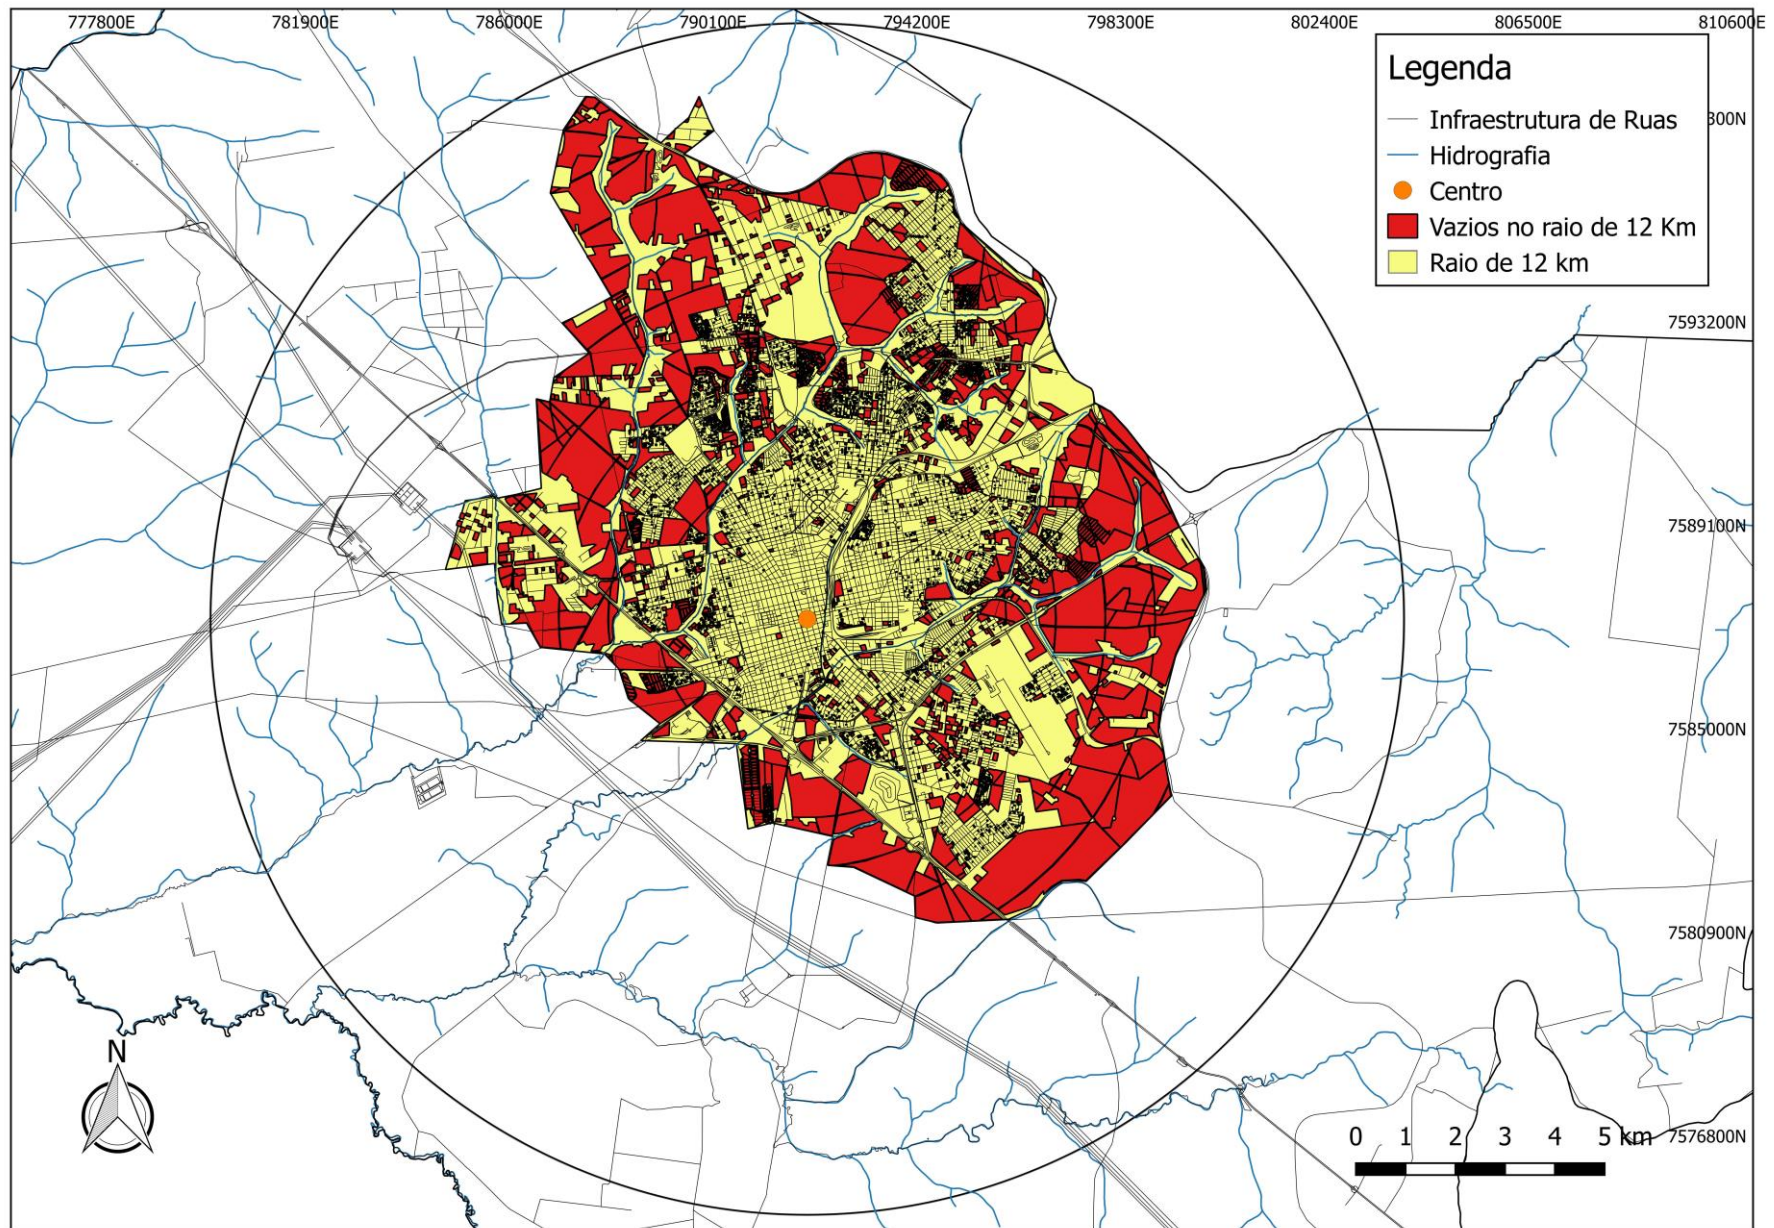 777800E 781900E 786000E 790100E 794200E 798300E 802400E 806500E 810600E
Legenda
Infraestrutura de Ruas
300N
Hidrografia
Centro
Vazios no raio de 12 Km
Raio de 12 km
7593200N
7589100N
7585000N
7580900N
N
0 1 2 3 4 5 km
7576800N